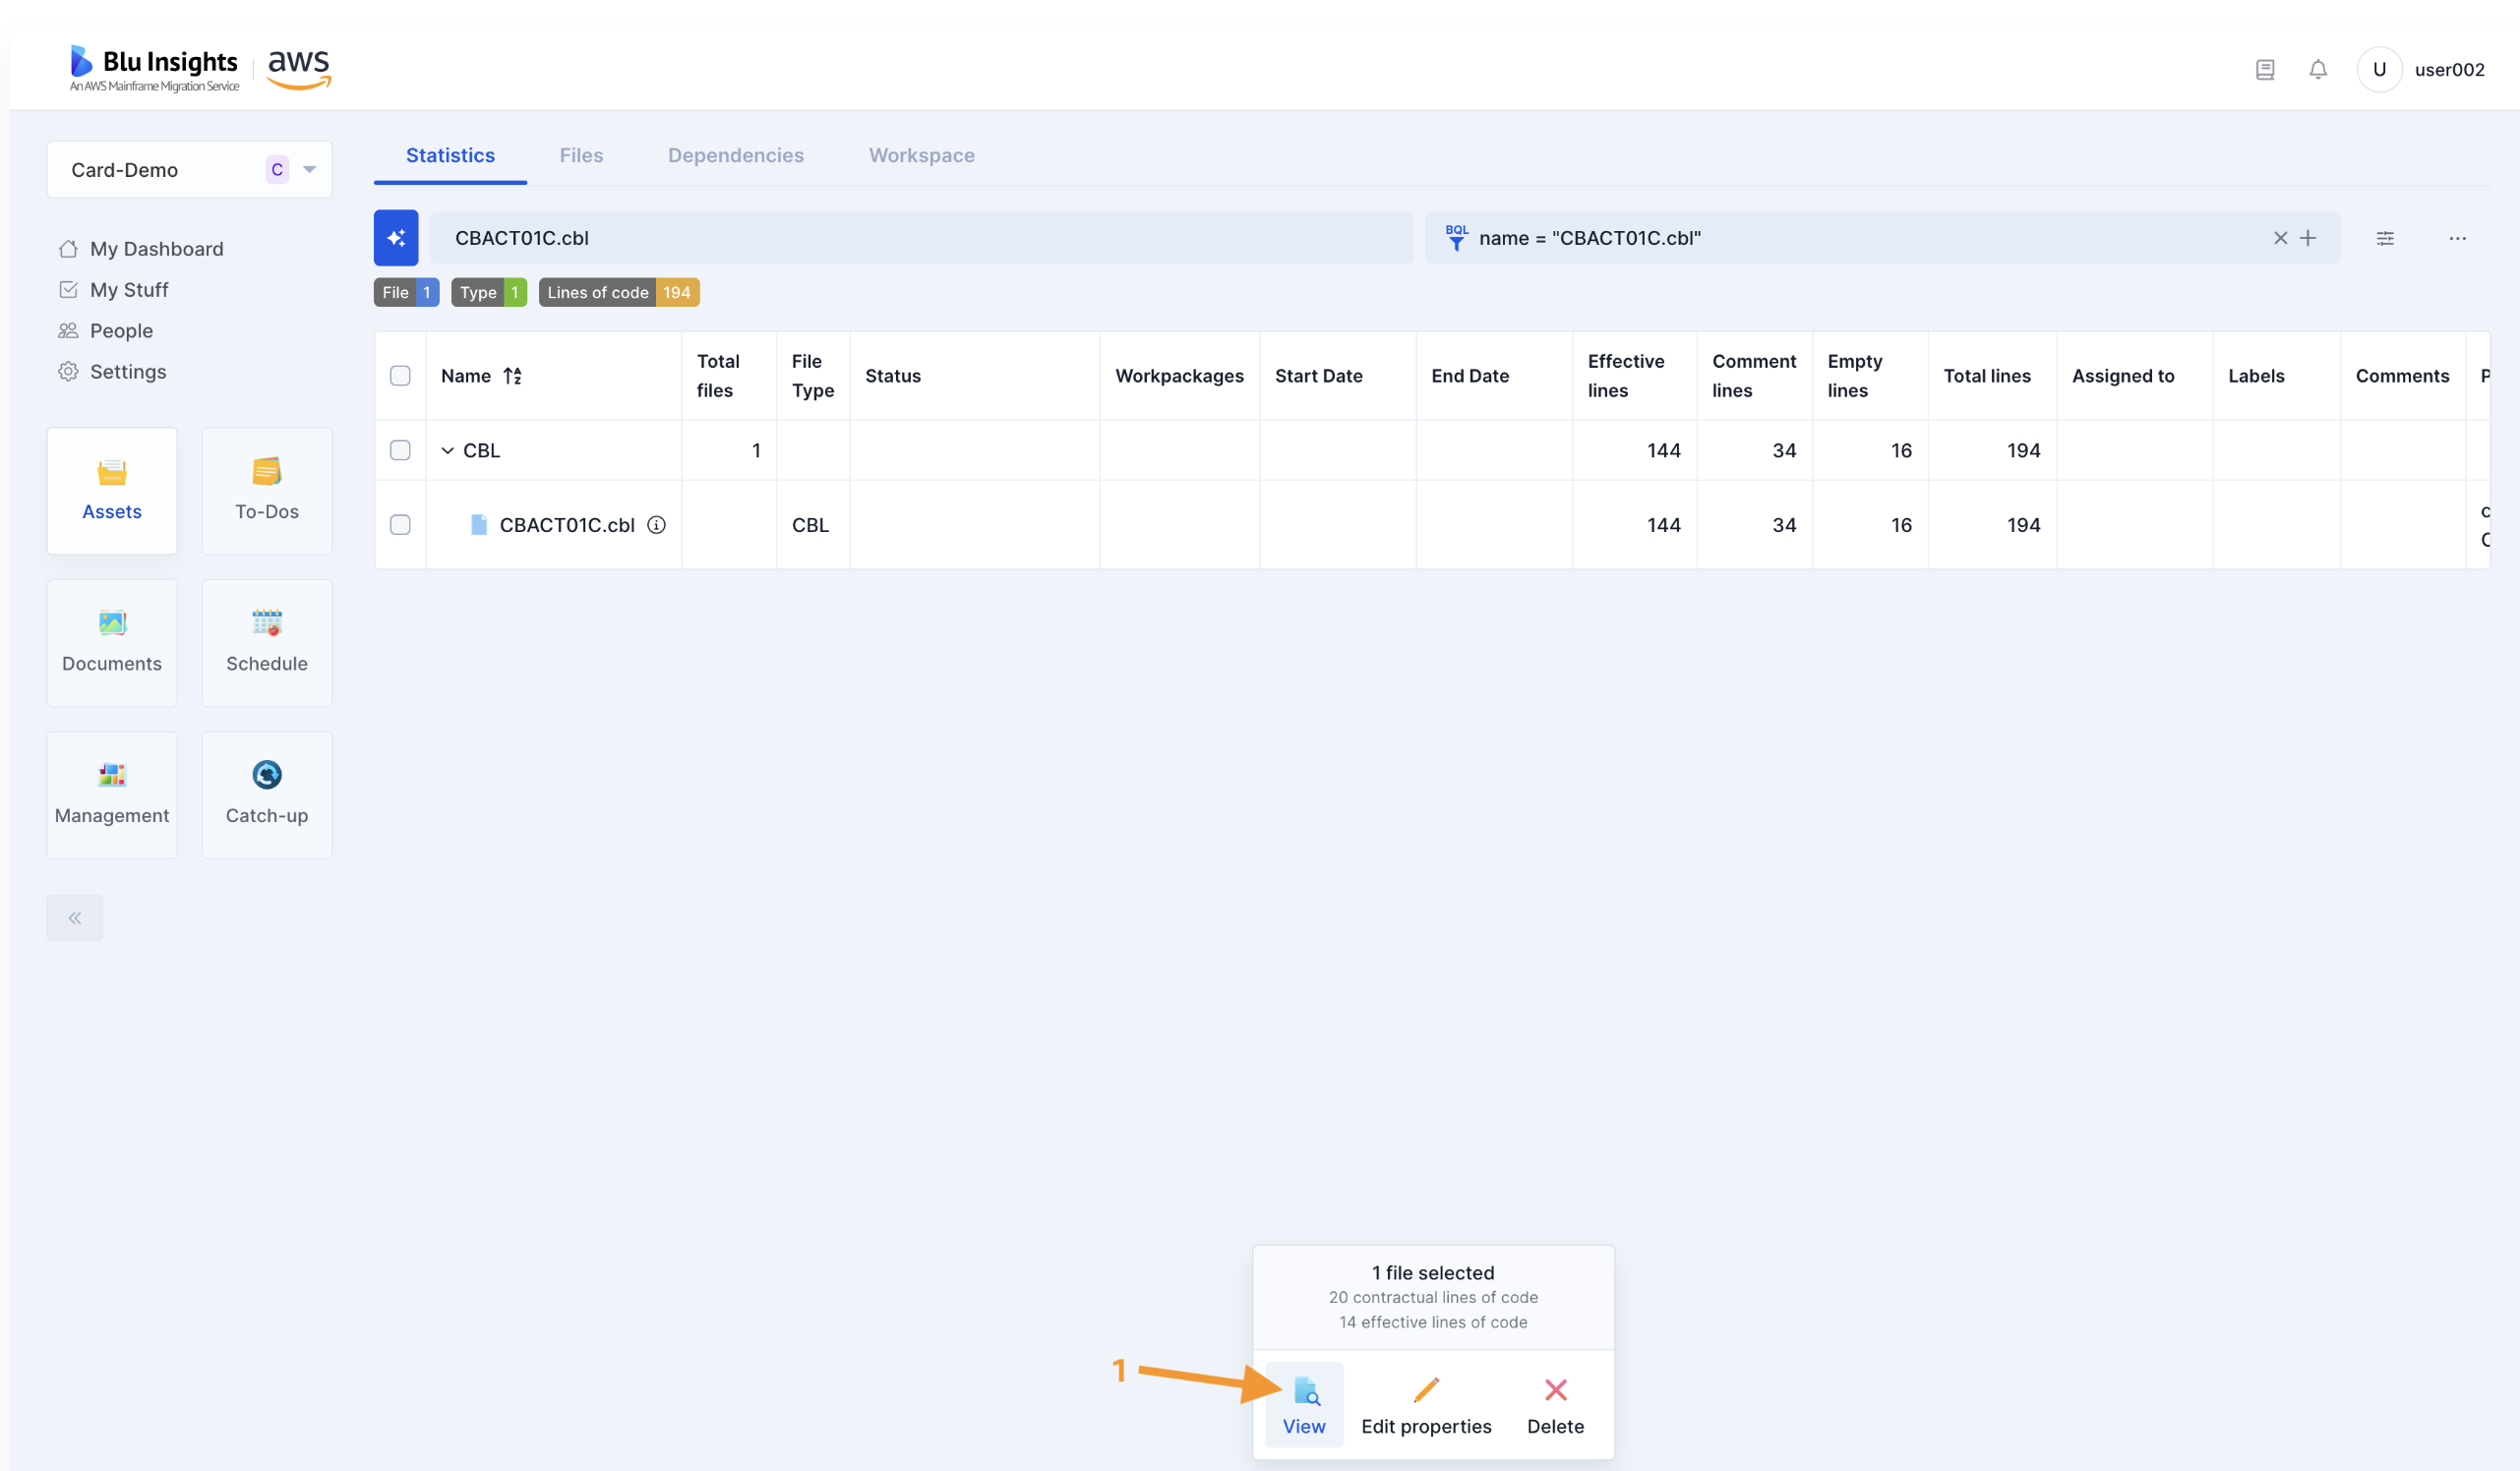 Blu Insights
An AWS Mainframe Migration Service
aws
U
user002
Card-Demo
C
My Dashboard
My Stuff
People
Settings
Assets
To-Dos
Documents
Schedule
Management
Catch-up
Statistics
Files
Dependencies
Workspace
CBACT01C.cbl
BQL
name = "CBACT01C.cbl"
File 1
Type 1
Lines of code 194
Name
Total files
File Type
Status
Workpackages
Start Date
End Date
Effective lines
Comment lines
Empty lines
Total lines
Assigned to
Labels
Comments
CBL 1 144 34 16 194
CBACT01C.cbl CBL 144 34 16 194
1 file selected
20 contractual lines of code
14 effective lines of code
1
View
Edit properties
Delete